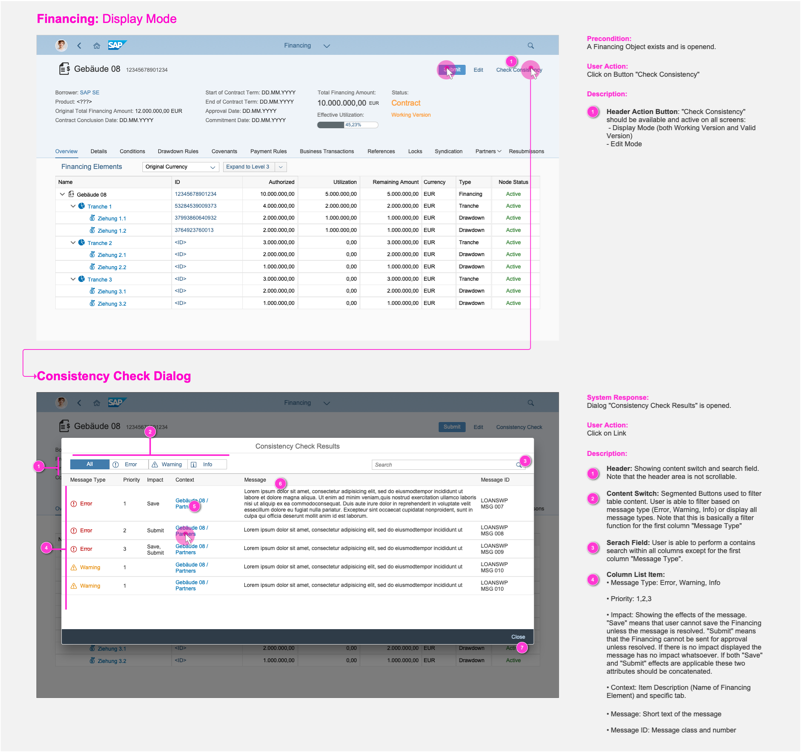 Financing: Display Mode
SAP
Financing
1
Gebäude 08 12345678901234
Edit
Check Consistency
Borrower: SAP SE
Product: <???>
Original Total Financing Amount: 12.000.000,00 EUR
Contract Conclusion Date: DD.MM.YYYY
Start of Contract Term: DD.MM.YYYY
End of Contract Term: DD.MM.YYYY
Approval Date: DD.MM.YYYY
Commitment Date: DD.MM.YYYY
Total Financing Amount:
10.000.000,00 EUR
Effective Utilization:
45,23%
Status:
Contract
Working Version
Overview Details Conditions Drawdown Rules Covenants Payment Rules Business Transactions References Locks Syndication Partners Resubmissons
Financing Elements Original Currency Expand to Level 3
Name ID Authorized Utilization Remaining Amount Currency Type Node Status
Gebäude 08 12345678901234 10.000.000,00 5.000.000,00 5.000.000,00 EUR Financing Active
Tranche 1 53284539009373 4.000.000,00 2.000.000,00 2.000.000,00 EUR Tranche Active
Ziehung 1.1 37993860640932 2.000.000,00 1.000.000,00 1.000.000,00 EUR Drawdown Active
Ziehung 1.2 3764923760013 2.000.000,00 1.000.000,00 1.000.000,00 EUR Drawdown Active
Tranche 2 <ID> 3.000.000,00 0,00 3.000.000,00 EUR Tranche Active
Ziehung 2.1 <ID> 2.000.000,00 0,00 2.000.000,00 EUR Drawdown Active
Ziehung 2.2 <ID> 1.000.000,00 0,00 1.000.000,00 EUR Drawdown Active
Tranche 3 <ID> 3.000.000,00 0,00 3.000.000,00 EUR Tranche Active
Ziehung 3.1 <ID> 2.000.000,00 0,00 2.000.000,00 EUR Drawdown Active
Ziehung 3.2 <ID> 1.000.000,00 0,00 1.000.000,00 EUR Drawdown Active
Precondition:
A Financing Object exists and is openend.
User Action:
Click on Button "Check Consistency"
Description:
1 Header Action Button: "Check Consistency"
should be available and active on all screens:
- Display Mode (both Working Version and Valid
Version)
- Edit Mode
Consistency Check Dialog
SAP
Financing
Gebäude 08 12345678901234
Submit Edit Consistency Check
2
Consistency Check Results
1
All Error Warning Info
Search
3
Message Type Priority Impact Context Message Message ID
6
Error 1 Save Gebäude 08 /
Partners
5
Lorem ipsum dolor sit amet, consectetur adipisicing elit, sed do eiusmodtempor incididunt ut
labore et dolore magna aliqua. Ut enim ad minim veniam,quis nostrud exercitation ullamco laboris
nisi ut aliquip ex ea commodoconsequat. Duis aute irure dolor in reprehenderit in voluptate velit
essecillum dolore eu fugiat nulla pariatur. Excepteur sint occaecat cupidatat nonproident, sunt in
culpa qui officia deserunt mollit anim id est laborum.
LOANSWP
MSG 007
Error 2 Submit Gebäude 08 /
Partners
Lorem ipsum dolor sit amet, consectetur adipisicing elit, sed do eiusmodtempor incididunt ut
LOANSWP
MSG 008
4
Error 3 Save,
Submit
Gebäude 08 /
Partners
Lorem ipsum dolor sit amet, consectetur adipisicing elit, sed do eiusmodtempor incididunt ut
LOANSWP
MSG 009
Warning 1 Gebäude 08 /
Partners
Lorem ipsum dolor sit amet, consectetur adipisicing elit, sed do eiusmodtempor incididunt ut
LOANSWP
MSG 010
Warning 1 Gebäude 08 /
Partners
Lorem ipsum dolor sit amet, consectetur adipisicing elit, sed do eiusmodtempor incididunt ut
LOANSWP
MSG 010
Close
7
Ziehung 3.1 <ID> 2.000.000,00 0,00 2.000.000,00 EUR Drawdown
Ziehung 3.2 <ID> 1.000.000,00 0,00 1.000.000,00 EUR Drawdown Active
System Response:
Dialog "Consistency Check Results" is opened.
User Action:
Click on Link
Description:
1 Header: Showing content switch and search field.
Note that the header area is not scrollable.
2 Content Switch: Segmented Buttons used to filter
table content. User is able to filter based on
message type (Error, Warning, Info) or display
all message types. Note that this is basically a filter
function for the first column "Message Type"
3 Serach Field: User is able to perform a contains
search within all columns except for the first
column "Message Type".
4 Column List Item:
• Message Type: Error, Warning, Info
• Priority: 1,2,3
• Impact: Showing the effects of the message.
"Save" means that user cannot save the Financing
unless the message is resolved. "Submit" means
that the Financing cannot be sent for approval
unless resolved. If there is no impact displayed the
message has no impact whatsoever. If both "Save"
and "Submit" effects are applicable these two
attributes should be concatenated.
• Context: Item Description (Name of Financing
Element) and specific tab.
• Message: Short text of the message
• Message ID: Message class and number